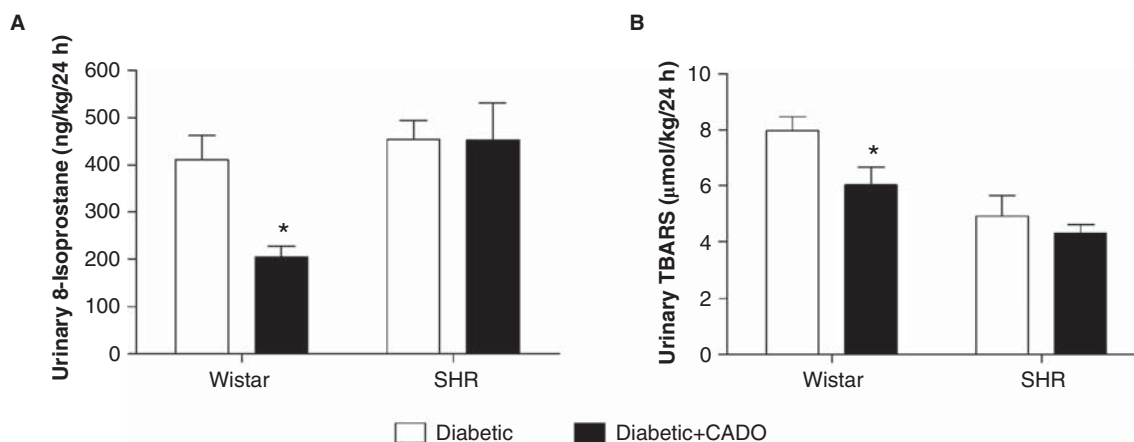 A
Urinary 8-Isoprostane (ng/kg/24 h)
600
500
400
300
200
100
0
*
Wistar
SHR
B
Urinary TBARS (μmol/kg/24 h)
10
8
6
4
2
0
*
Wistar
SHR
Diabetic
Diabetic+CADO